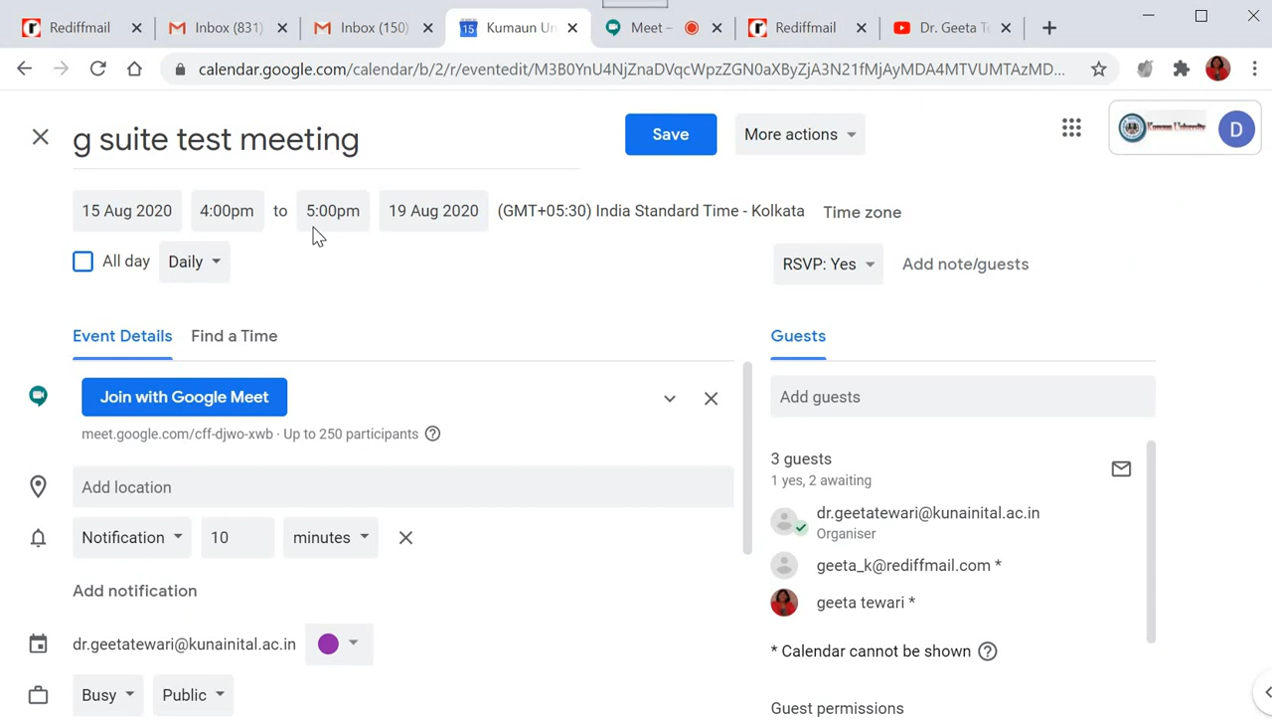 Rediffmail
Inbox (831)
Inbox (150)
Kumaun Un
Meet –
Rediffmail
Dr. Geeta Te
calendar.google.com/calendar/b/2/r/eventedit/M3B0YnU4NjZnaDVqcWpzZGN0aXByZjA3N21fMjAyMDA4MTVUMTAzMD...
g suite test meeting
Save
More actions
Kumaun University
D
15 Aug 2020 4:00pm to 5:00pm 19 Aug 2020 (GMT+05:30) India Standard Time - Kolkata Time zone
All day Daily
RSVP: Yes Add note/guests
Event Details Find a Time
Guests
Join with Google Meet
meet.google.com/cff-djwo-xwb · Up to 250 participants
Add guests
3 guests
1 yes, 2 awaiting
Add location
dr.geetatewari@kunainital.ac.in
Organiser
Notification 10 minutes
geeta_k@rediffmail.com *
Add notification
geeta tewari *
dr.geetatewari@kunainital.ac.in
* Calendar cannot be shown
Busy Public
Guest permissions